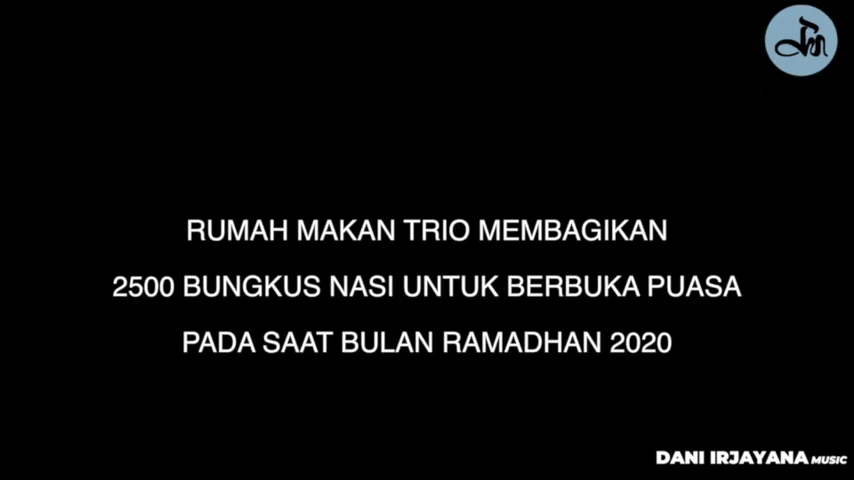 RUMAH MAKAN TRIO MEMBAGIKAN
2500 BUNGKUS NASI UNTUK BERBUKA PUASA
PADA SAAT BULAN RAMADHAN 2020
DANI IRJAYANA MUSIC